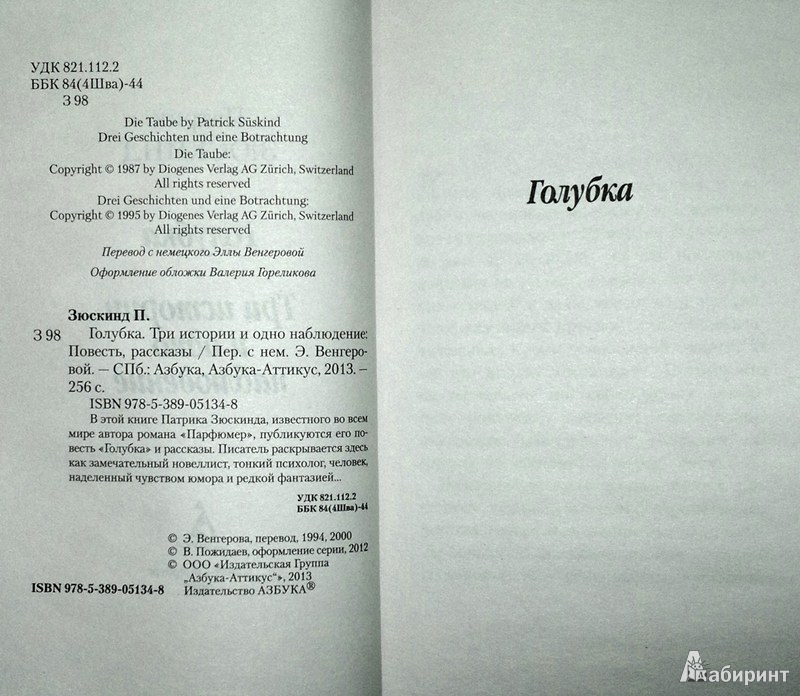 УДК 821.112.2
ББК 84(4Шва)-44
З 98
Die Taube by Patrick Süskind
Drei Geschichten und eine Botrachtung
Die Taube:
Copyright © 1987 by Diogenes Verlag AG Zürich, Switzerland
All rights reserved
Drei Geschichten und eine Botrachtung:
Copyright © 1995 by Diogenes Verlag AG Zürich, Switzerland
All rights reserved
Перевод с немецкого Эллы Венгеровой
Оформление обложки Валерия Гореликова
Зюскинд П.
З 98 Голубка. Три истории и одно наблюдение:
Повесть, рассказы / Пер. с нем. Э. Венгеро-
вой. — СПб.: Азбука, Азбука-Аттикус, 2013. –
256 с.
ISBN 978-5-389-05134-8
В этой книге Патрика Зюскинда, известного во всем
мире автора романа «Парфюмер», публикуются его по-
весть «Голубка» и рассказы. Писатель раскрывается здесь
как замечательный новеллист, тонкий психолог, человек,
наделенный чувством юмора и редкой фантазией...
УДК 821.112.2
ББК 84(4Шва)-44
© Э. Венгерова, перевод, 1994, 2000
© В. Пожидаев, оформление серии, 2012
© ООО «Издательская Группа
„Азбука-Аттикус“», 2013
ISBN 978-5-389-05134-8 Издательство АЗБУКА®
Голубка
Лабиринт